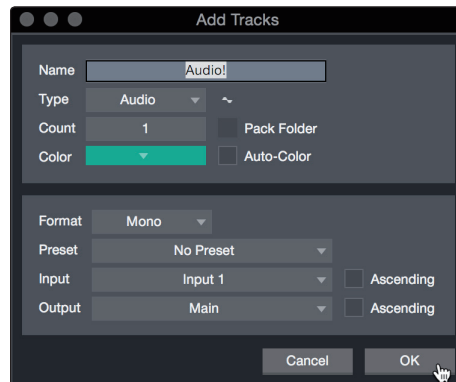 Add Tracks
Name Audio!
Type Audio
Count 1 Pack Folder
Color Auto-Color
Format Mono
Preset No Preset
Input Input 1 Ascending
Output Main Ascending
Cancel OK